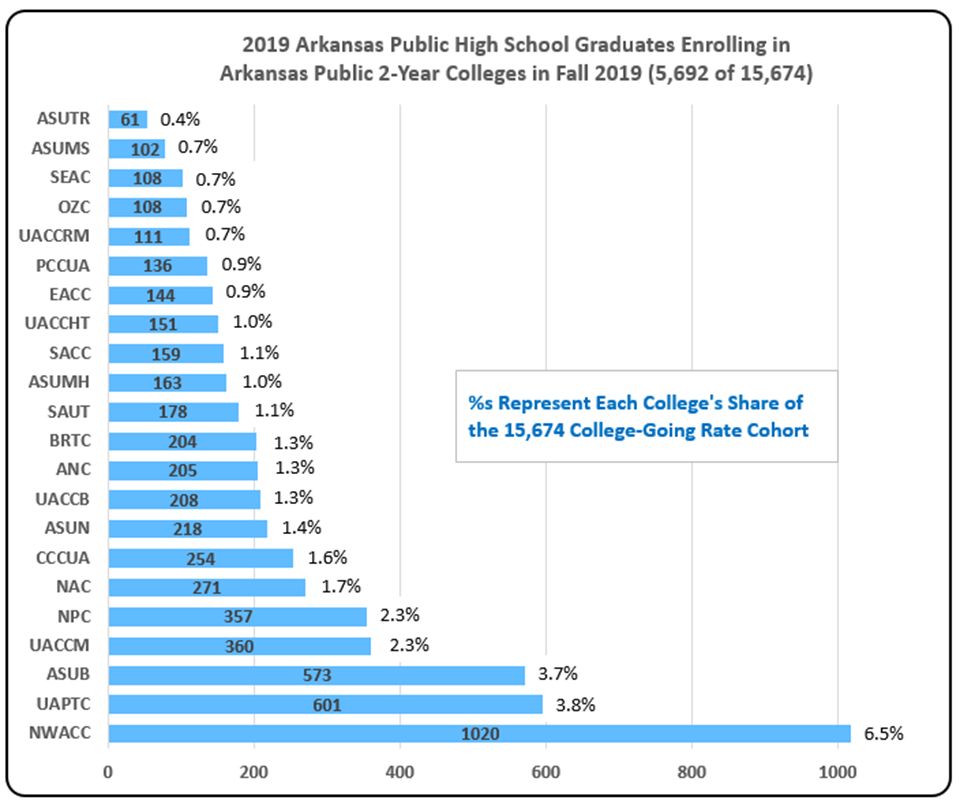 2019 Arkansas Public High School Graduates Enrolling in
Arkansas Public 2-Year Colleges in Fall 2019 (5,692 of 15,674)
ASUTR 61 0.4%
ASUMS 102 0.7%
SEAC 108 0.7%
OZC 108 0.7%
UACCRM 111 0.7%
PCCUA 136 0.9%
EACC 144 0.9%
UACCHT 151 1.0%
SACC 159 1.1%
ASUMH 163 1.0%
SAUT 178 1.1%
BRTC 204 1.3%
ANC 205 1.3%
UACCB 208 1.3%
ASUN 218 1.4%
CCCUA 254 1.6%
NAC 271 1.7%
NPC 357 2.3%
UACCM 360 2.3%
ASUB 573 3.7%
UAPTC 601 3.8%
NWACC 1020 6.5%
0 200 400 600 800 1000
%s Represent Each College's Share of
the 15,674 College-Going Rate Cohort